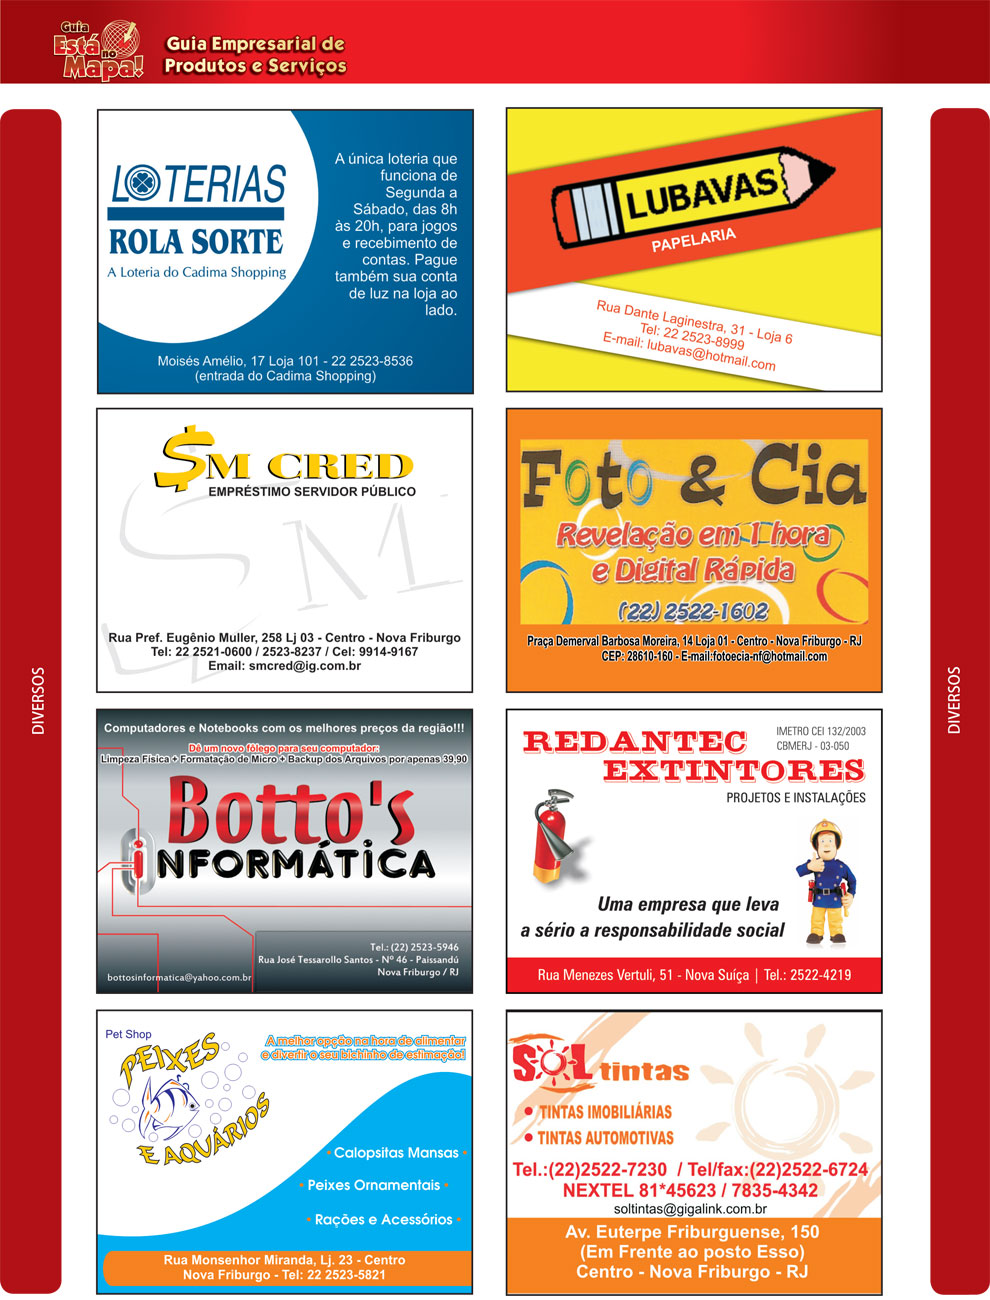 Guia
Está
no
Mapa!
Guia Empresarial de
Produtos e Serviços
DIVERSOS
DIVERSOS
LOTERIAS
ROLA SORTE
A Loteria do Cadima Shopping
A única loteria que
funciona de
Segunda a
Sábado, das 8h
às 20h, para jogos
e recebimento de
contas. Pague
também sua conta
de luz na loja ao
lado.
Moisés Amélio, 17 Loja 101 - 22 2523-8536
(entrada do Cadima Shopping)
LUBAVAS
PAPELARIA
Rua Dante Laginestra, 31 - Loja 6
Tel: 22 2523-8999
E-mail: lubavas@hotmail.com
$M CRED
EMPRÉSTIMO SERVIDOR PÚBLICO
$M
Rua Pref. Eugênio Muller, 258 Lj 03 - Centro - Nova Friburgo
Tel: 22 2521-0600 / 2523-8237 / Cel: 9914-9167
Email: smcred@ig.com.br
Foto & Cia
Revelação em 1 hora
e Digital Rápida
(22) 2522-1602
Praça Demerval Barbosa Moreira, 14 Loja 01 - Centro - Nova Friburgo - RJ
CEP: 28610-160 - E-mail:fotoecia-nf@hotmail.com
Computadores e Notebooks com os melhores preços da região!!!
Dê um novo fôlego para seu computador:
Limpeza Física + Formatação de Micro + Backup dos Arquivos por apenas 39,90
Botto's
iNFORMÁTiCA
Tel.: (22) 2523-5946
Rua José Tessarollo Santos - Nº 46 - Paissandú
Nova Friburgo / RJ
bottosinformatica@yahoo.com.br
REDANTEC
EXTINTORES
IMETRO CEI 132/2003
CBMERJ - 03-050
PROJETOS E INSTALAÇÕES
Uma empresa que leva
a sério a responsabilidade social
Rua Menezes Vertuli, 51 - Nova Suíça | Tel.: 2522-4219
Pet Shop
PEIXES
E AQUÁRIOS
A melhor opção na hora de alimentar
e divertir o seu bichinho de estimação!
• Calopsitas Mansas •
• Peixes Ornamentais •
• Rações e Acessórios •
Rua Monsenhor Miranda, Lj. 23 - Centro
Nova Friburgo - Tel: 22 2523-5821
SOL tintas
• TINTAS IMOBILIÁRIAS
• TINTAS AUTOMOTIVAS
Tel.:(22)2522-7230 / Tel/fax:(22)2522-6724
NEXTEL 81*45623 / 7835-4342
soltintas@gigalink.com.br
Av. Euterpe Friburguense, 150
(Em Frente ao posto Esso)
Centro - Nova Friburgo - RJ